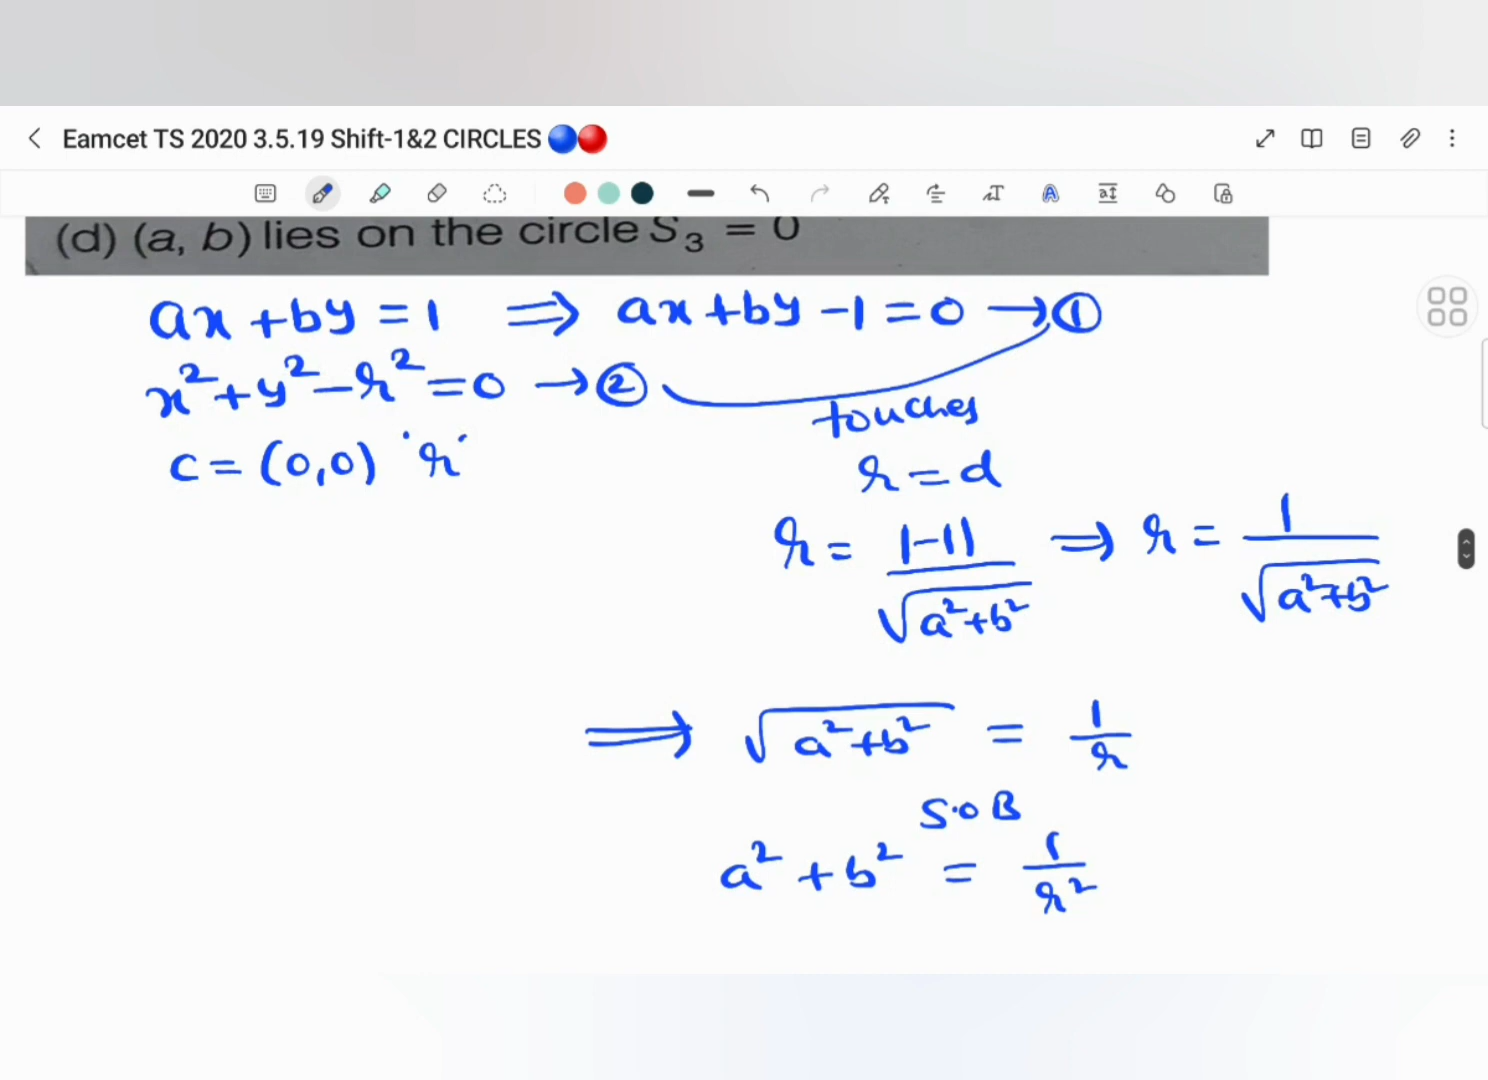 Eamcet TS 2020 3.5.19 Shift-1&2 CIRCLES
(d) (a, b) lies on the circle S₃ = 0
ax + by = 1 ⇒ ax + by - 1 = 0 → ①
x² + y² - r² = 0 → ②
touches
c = (0,0) 'r'
r = d
r = |-1| / √(a²+b²) ⇒ r = 1 / √(a²+b²)
⇒ √(a²+b²) = 1/r
S.O.B
a² + b² = 1/r²